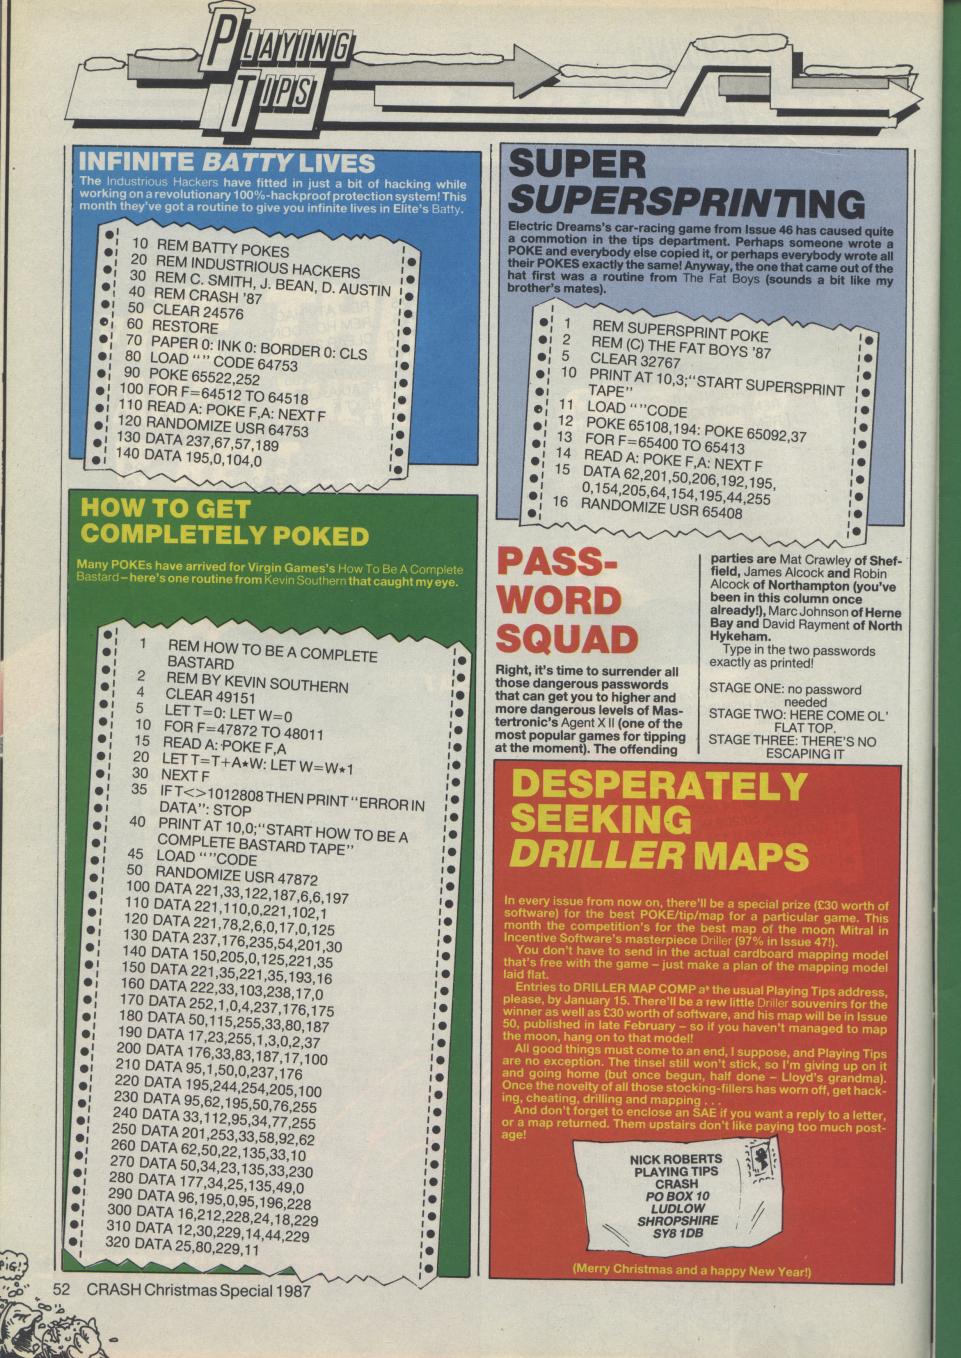 PLAYING
TIPS
INFINITE BATTY LIVES
The Industrious Hackers have fitted in just a bit of hacking while
working on a revolutionary 100%-hackproof protection system! This
month they've got a routine to give you infinite lives in Elite's Batty.
10 REM BATTY POKES
20 REM INDUSTRIOUS HACKERS
30 REM C. SMITH, J. BEAN, D. AUSTIN
40 REM CRASH '87
50 CLEAR 24576
60 RESTORE
70 PAPER 0: INK 0: BORDER 0: CLS
80 LOAD “ ” CODE 64753
90 POKE 65522,252
100 FOR F=64512 TO 64518
110 READ A: POKE F,A: NEXT F
120 RANDOMIZE USR 64753
130 DATA 237,67,57,189
140 DATA 195,0,104,0
HOW TO GET
COMPLETELY POKED
Many POKEs have arrived for Virgin Games's How To Be A Complete
Bastard – here's one routine from Kevin Southern that caught my eye.
1 REM HOW TO BE A COMPLETE
BASTARD
2 REM BY KEVIN SOUTHERN
4 CLEAR 49151
5 LET T=0: LET W=0
10 FOR F=47872 TO 48011
15 READ A: POKE F,A
20 LET T=T+A*W: LET W=W*1
30 NEXT F
35 IF T<>1012808 THEN PRINT “ERROR IN
DATA”: STOP
40 PRINT AT 10,0;“START HOW TO BE A
COMPLETE BASTARD TAPE”
45 LOAD “ ”CODE
50 RANDOMIZE USR 47872
100 DATA 221,33,122,187,6,6,197
110 DATA 221,110,0,221,102,1
120 DATA 221,78,2,6,0,17,0,125
130 DATA 237,176,235,54,201,30
140 DATA 150,205,0,125,221,35
150 DATA 221,35,221,35,193,16
160 DATA 222,33,103,238,17,0
170 DATA 252,1,0,4,237,176,175
180 DATA 50,115,255,33,80,187
190 DATA 17,23,255,1,3,0,2,37
200 DATA 176,33,83,187,17,100
210 DATA 95,1,50,0,237,176
220 DATA 195,244,254,205,100
230 DATA 95,62,195,50,76,255
240 DATA 33,112,95,34,77,255
250 DATA 201,253,33,58,92,62
260 DATA 62,50,22,135,33,10
270 DATA 50,34,23,135,33,230
280 DATA 177,34,25,135,49,0
290 DATA 96,195,0,95,196,228
300 DATA 16,212,228,24,18,229
310 DATA 12,30,229,14,44,229
320 DATA 25,80,229,11
SUPER
SUPERSPRINTING
Electric Dreams's car-racing game from Issue 46 has caused quite
a commotion in the tips department. Perhaps someone wrote a
POKE and everybody else copied it, or perhaps everybody wrote all
their POKES exactly the same! Anyway, the one that came out of the
hat first was a routine from The Fat Boys (sounds a bit like my
brother's mates).
1 REM SUPERSPRINT POKE
2 REM (C) THE FAT BOYS '87
5 CLEAR 32767
10 PRINT AT 10,3;“START SUPERSPRINT
TAPE”
11 LOAD “ ”CODE
12 POKE 65108,194: POKE 65092,37
13 FOR F=65400 TO 65413
14 READ A: POKE F,A: NEXT F
15 DATA 62,201,50,206,192,195,
0,154,205,64,154,195,44,255
16 RANDOMIZE USR 65408
PASS-
WORD
SQUAD
Right, it's time to surrender all
those dangerous passwords
that can get you to higher and
more dangerous levels of Mas-
tertronic's Agent X II (one of the
most popular games for tipping
at the moment). The offending
parties are Mat Crawley of Shef-
field, James Alcock and Robin
Alcock of Northampton (you've
been in this column once
already!), Marc Johnson of Herne
Bay and David Rayment of North
Hykeham.
Type in the two passwords
exactly as printed!
STAGE ONE: no password
needed
STAGE TWO: HERE COME OL'
FLAT TOP.
STAGE THREE: THERE'S NO
ESCAPING IT
DESPERATELY
SEEKING
DRILLER MAPS
In every issue from now on, there'll be a special prize (£30 worth of
software) for the best POKE/tip/map for a particular game. This
month the competition's for the best map of the moon Mitral in
Incentive Software's masterpiece Driller (97% in Issue 47!).
You don't have to send in the actual cardboard mapping model
that's free with the game – just make a plan of the mapping model
laid flat.
Entries to DRILLER MAP COMP at the usual Playing Tips address,
please, by January 15. There'll be a few little Driller souvenirs for the
winner as well as £30 worth of software, and his map will be in Issue
50, published in late February – so if you haven't managed to map
the moon, hang on to that model!
All good things must come to an end, I suppose, and Playing Tips
are no exception. The tinsel still won't stick, so I'm giving up on it
and going home (but once begun, half done – Lloyd's grandma).
Once the novelty of all those stocking-fillers has worn off, get hack-
ing, cheating, drilling and mapping . . .
And don't forget to enclose an SAE if you want a reply to a letter,
or a map returned. Them upstairs don't like paying too much post-
age!
NICK ROBERTS
PLAYING TIPS
CRASH
PO BOX 10
LUDLOW
SHROPSHIRE
SY8 1DB
(Merry Christmas and a happy New Year!)
PIG!
52 CRASH Christmas Special 1987